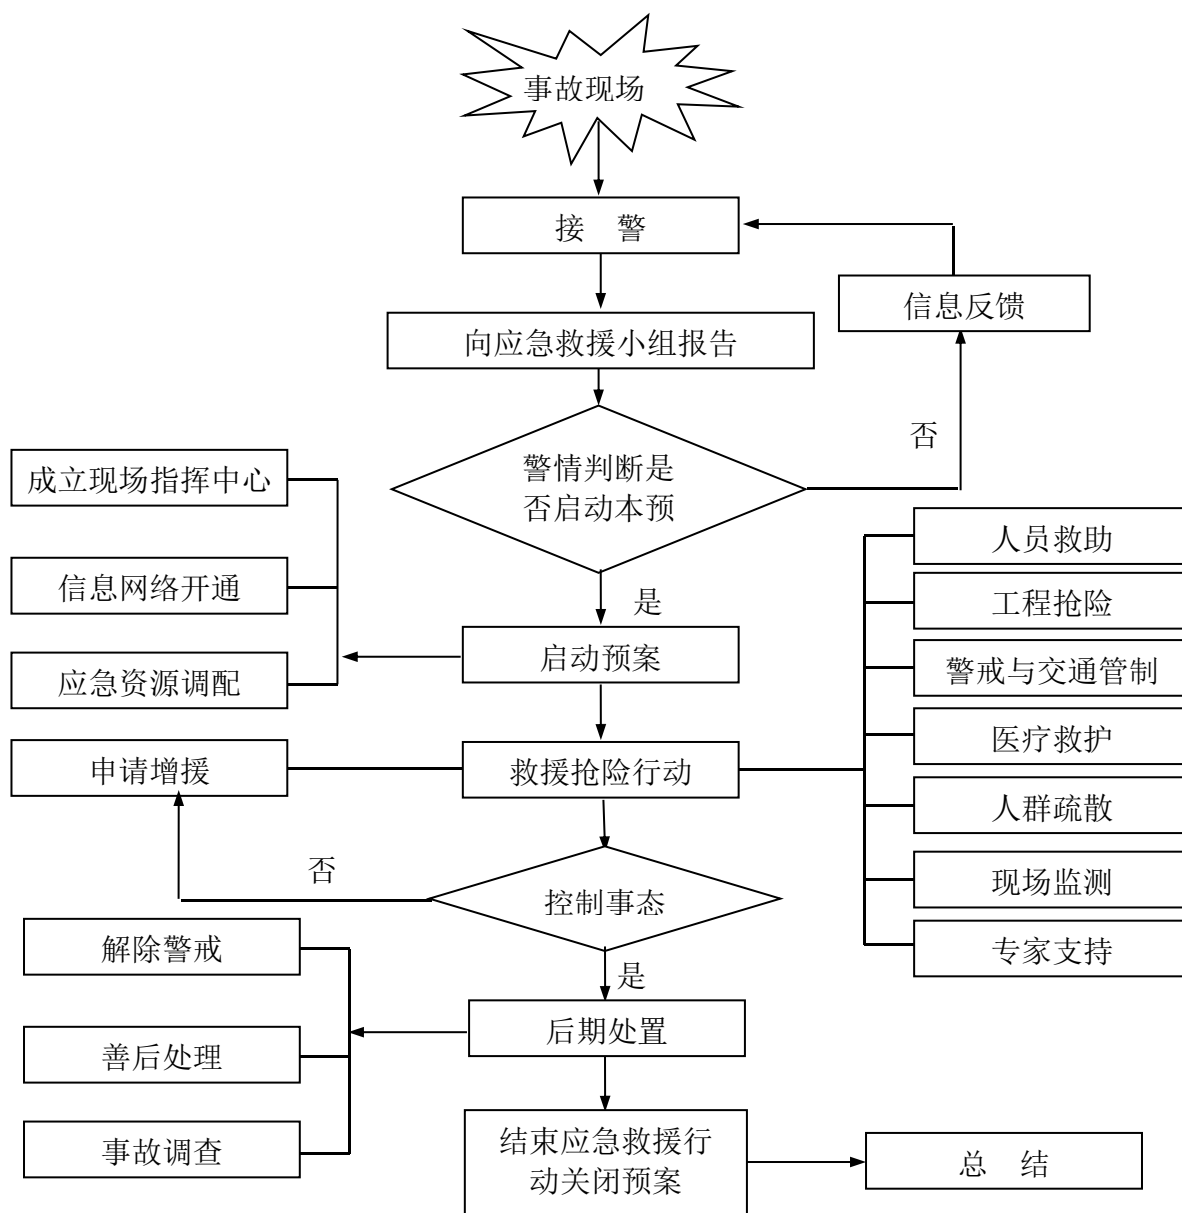 事故现场
接 警
信息反馈
向应急救援小组报告
否
警情判断是
否启动本预
成立现场指挥中心
信息网络开通
应急资源调配
是
启动预案
人员救助
工程抢险
警戒与交通管制
医疗救护
人群疏散
现场监测
专家支持
申请增援
救援抢险行动
否
控制事态
是
解除警戒
善后处理
事故调查
后期处置
结束应急救援行
动关闭预案
总 结